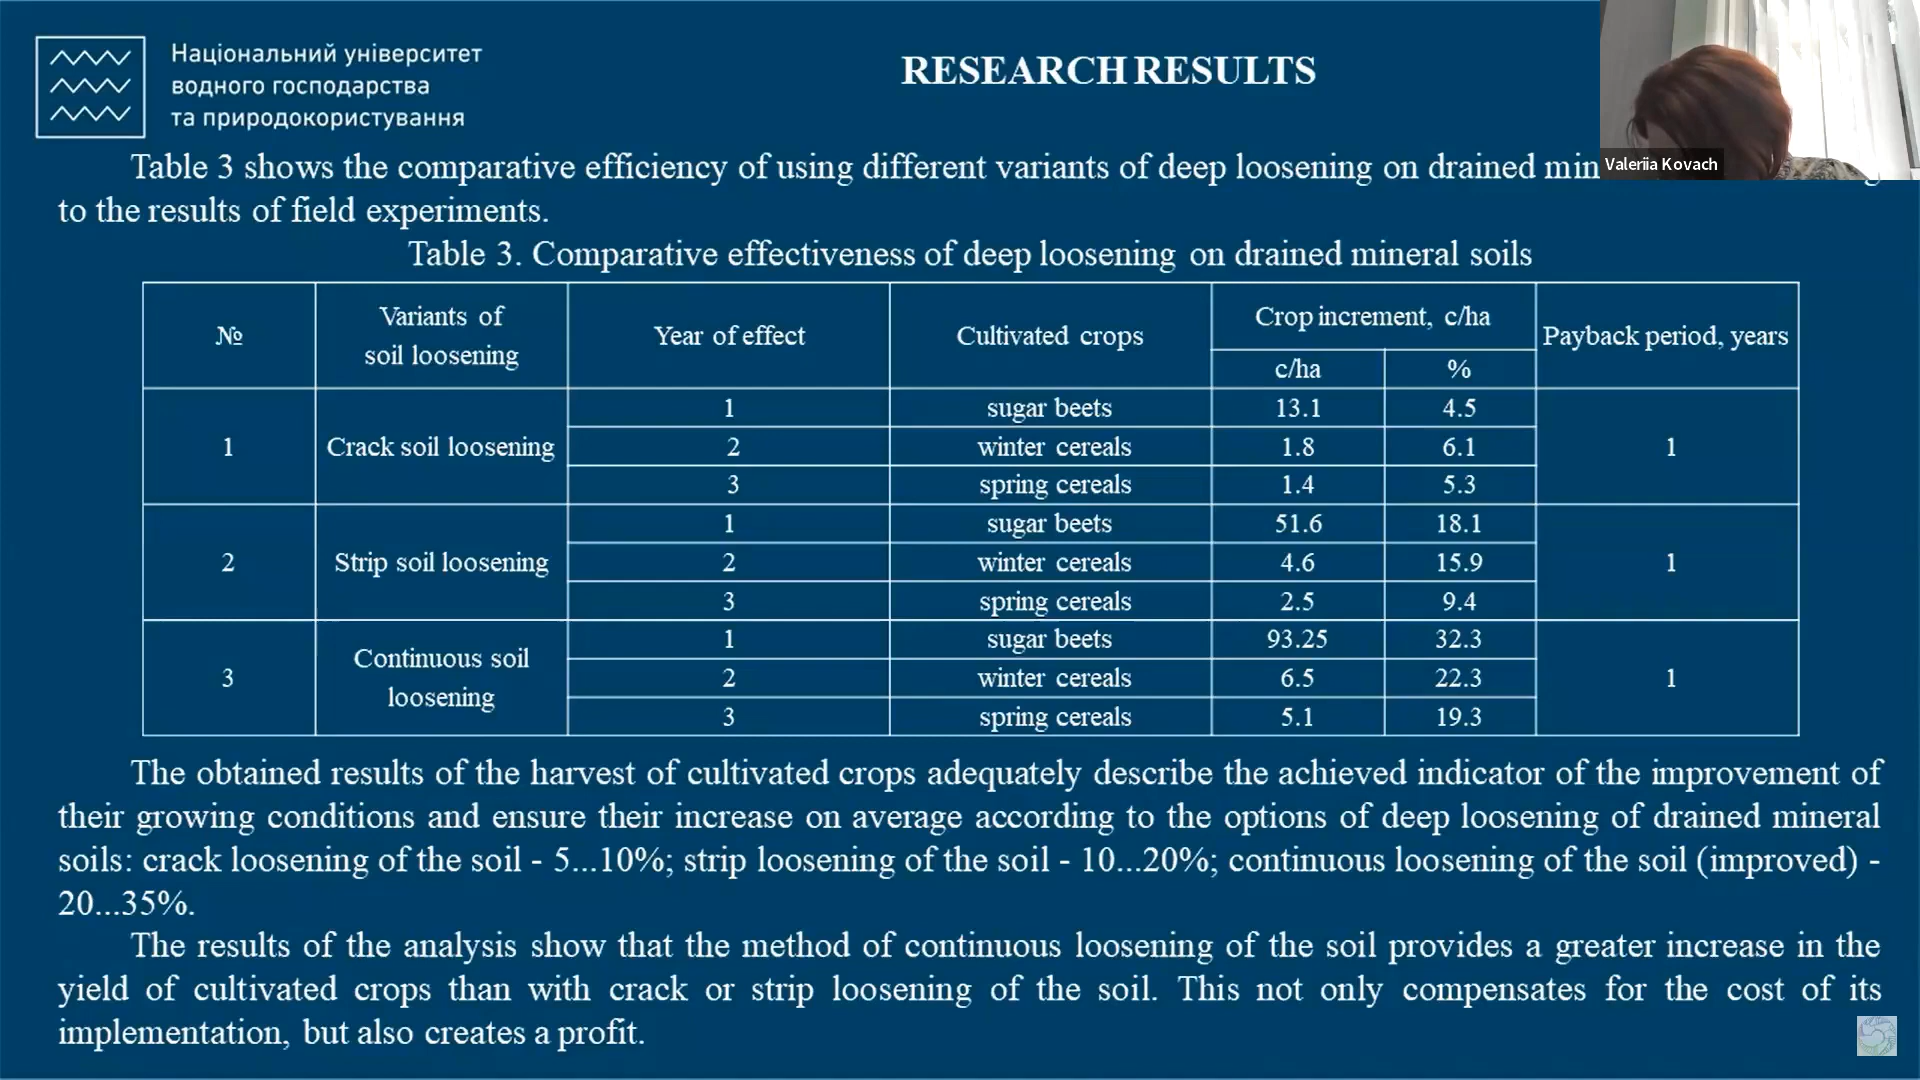 Національний університет
водного господарства
та природокористування
RESEARCH RESULTS
Valeriia Kovach
Table 3 shows the comparative efficiency of using different variants of deep loosening on drained
to the results of field experiments.
Table 3. Comparative effectiveness of deep loosening on drained mineral soils
№ Variants of soil loosening Year of effect Cultivated crops Crop increment, c/ha Payback period, years
c/ha %
1 Crack soil loosening 1 sugar beets 13.1 4.5 1
2 winter cereals 1.8 6.1
3 spring cereals 1.4 5.3
2 Strip soil loosening 1 sugar beets 51.6 18.1 1
2 winter cereals 4.6 15.9
3 spring cereals 2.5 9.4
3 Continuous soil loosening 1 sugar beets 93.25 32.3 1
2 winter cereals 6.5 22.3
3 spring cereals 5.1 19.3
The obtained results of the harvest of cultivated crops adequately describe the achieved indicator of the improvement of
their growing conditions and ensure their increase on average according to the options of deep loosening of drained mineral
soils: crack loosening of the soil - 5...10%; strip loosening of the soil - 10...20%; continuous loosening of the soil (improved) -
20...35%.
The results of the analysis show that the method of continuous loosening of the soil provides a greater increase in the
yield of cultivated crops than with crack or strip loosening of the soil. This not only compensates for the cost of its
implementation, but also creates a profit.